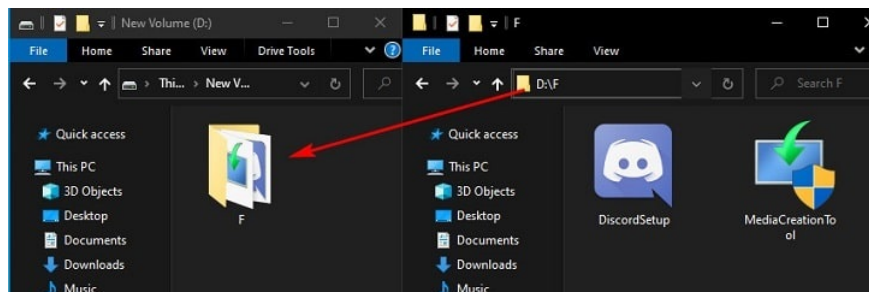 New Volume (D:)
File Home Share View Drive Tools
Thi... New V...
Quick access
This PC
3D Objects
Desktop
Documents
Downloads
Music
F
F
File Home Share View
D:\F
Search F
Quick access
This PC
3D Objects
Desktop
Documents
Downloads
Music
DiscordSetup
MediaCreationTo
ol